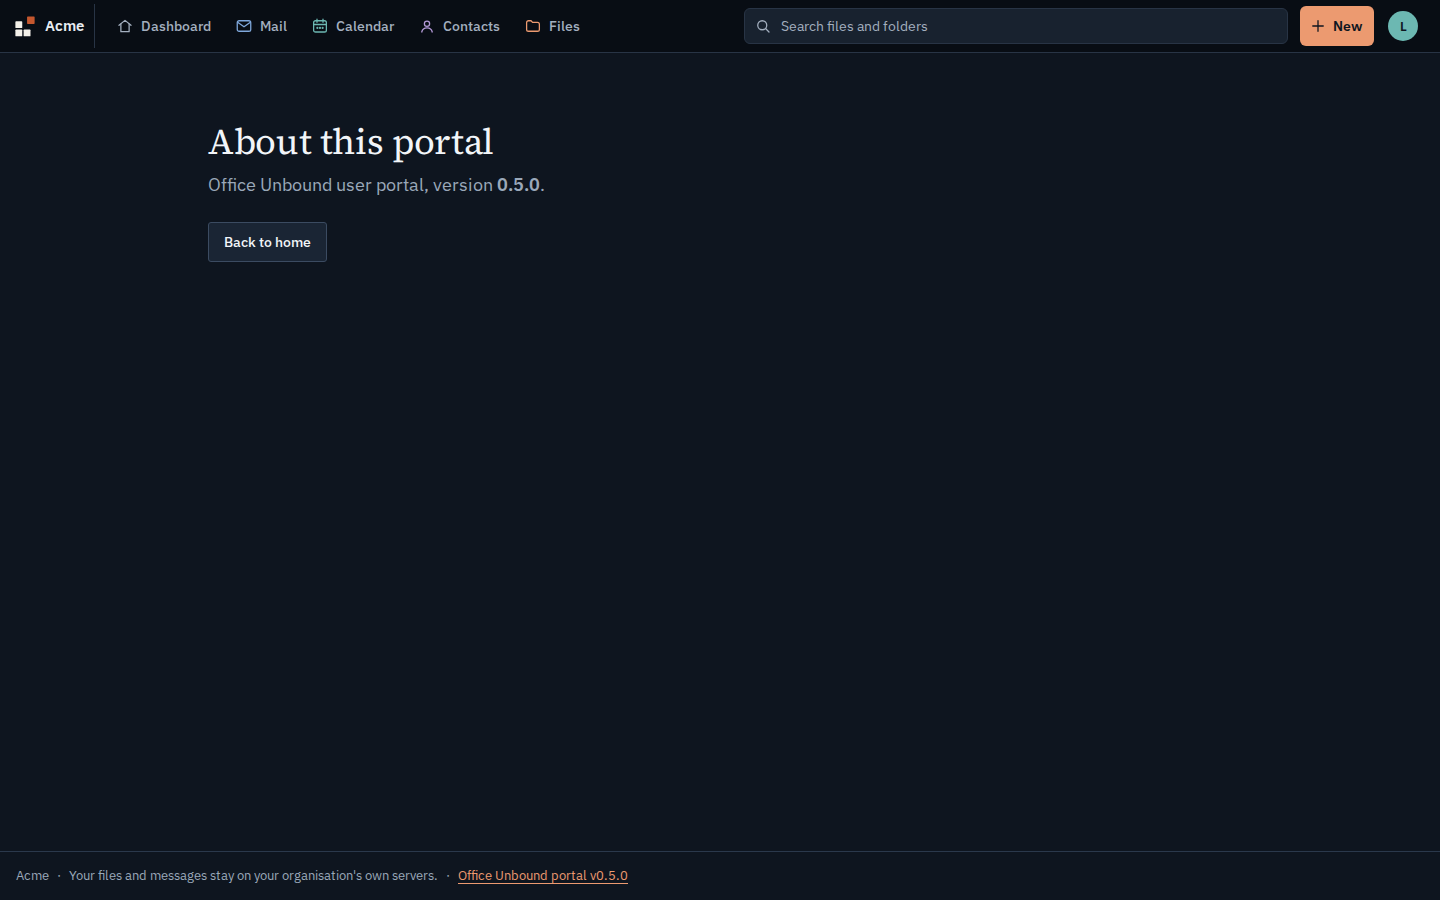 Acme
Dashboard
Mail
Calendar
Contacts
Files
Search files and folders
New
L
About this portal
Office Unbound user portal, version 0.5.0.
Back to home
Acme · Your files and messages stay on your organisation's own servers. · Office Unbound portal v0.5.0